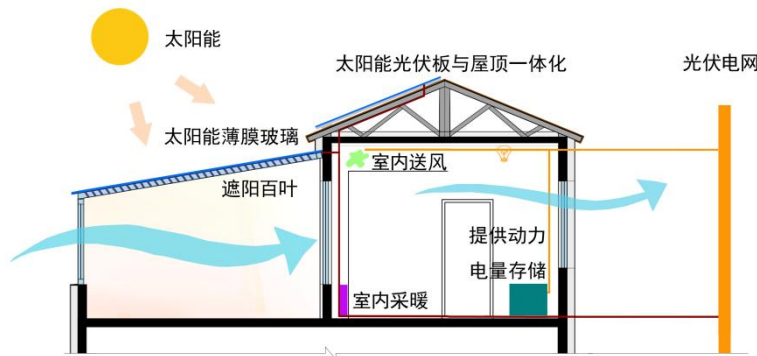 太阳能
太阳能光伏板与屋顶一体化
光伏电网
太阳能薄膜玻璃
室内送风
遮阳百叶
提供动力
电量存储
室内采暖